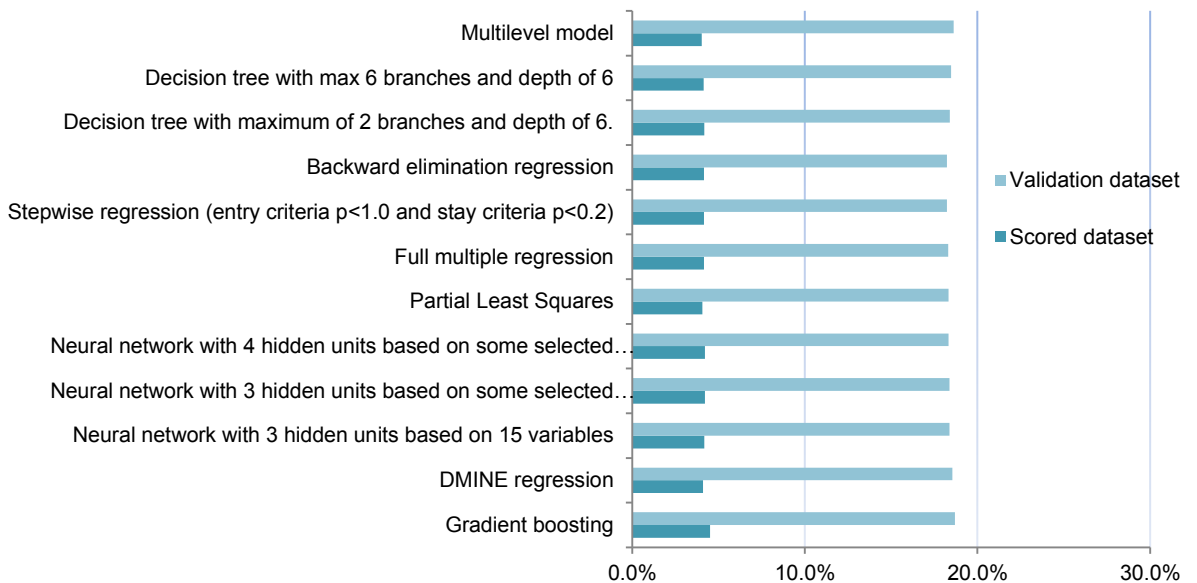 Multilevel model
Decision tree with max 6 branches and depth of 6
Decision tree with maximum of 2 branches and depth of 6.
Backward elimination regression
Stepwise regression (entry criteria p<1.0 and stay criteria p<0.2)
Full multiple regression
Partial Least Squares
Neural network with 4 hidden units based on some selected…
Neural network with 3 hidden units based on some selected…
Neural network with 3 hidden units based on 15 variables
DMINE regression
Gradient boosting
Validation dataset
Scored dataset
0.0% 10.0% 20.0% 30.0%